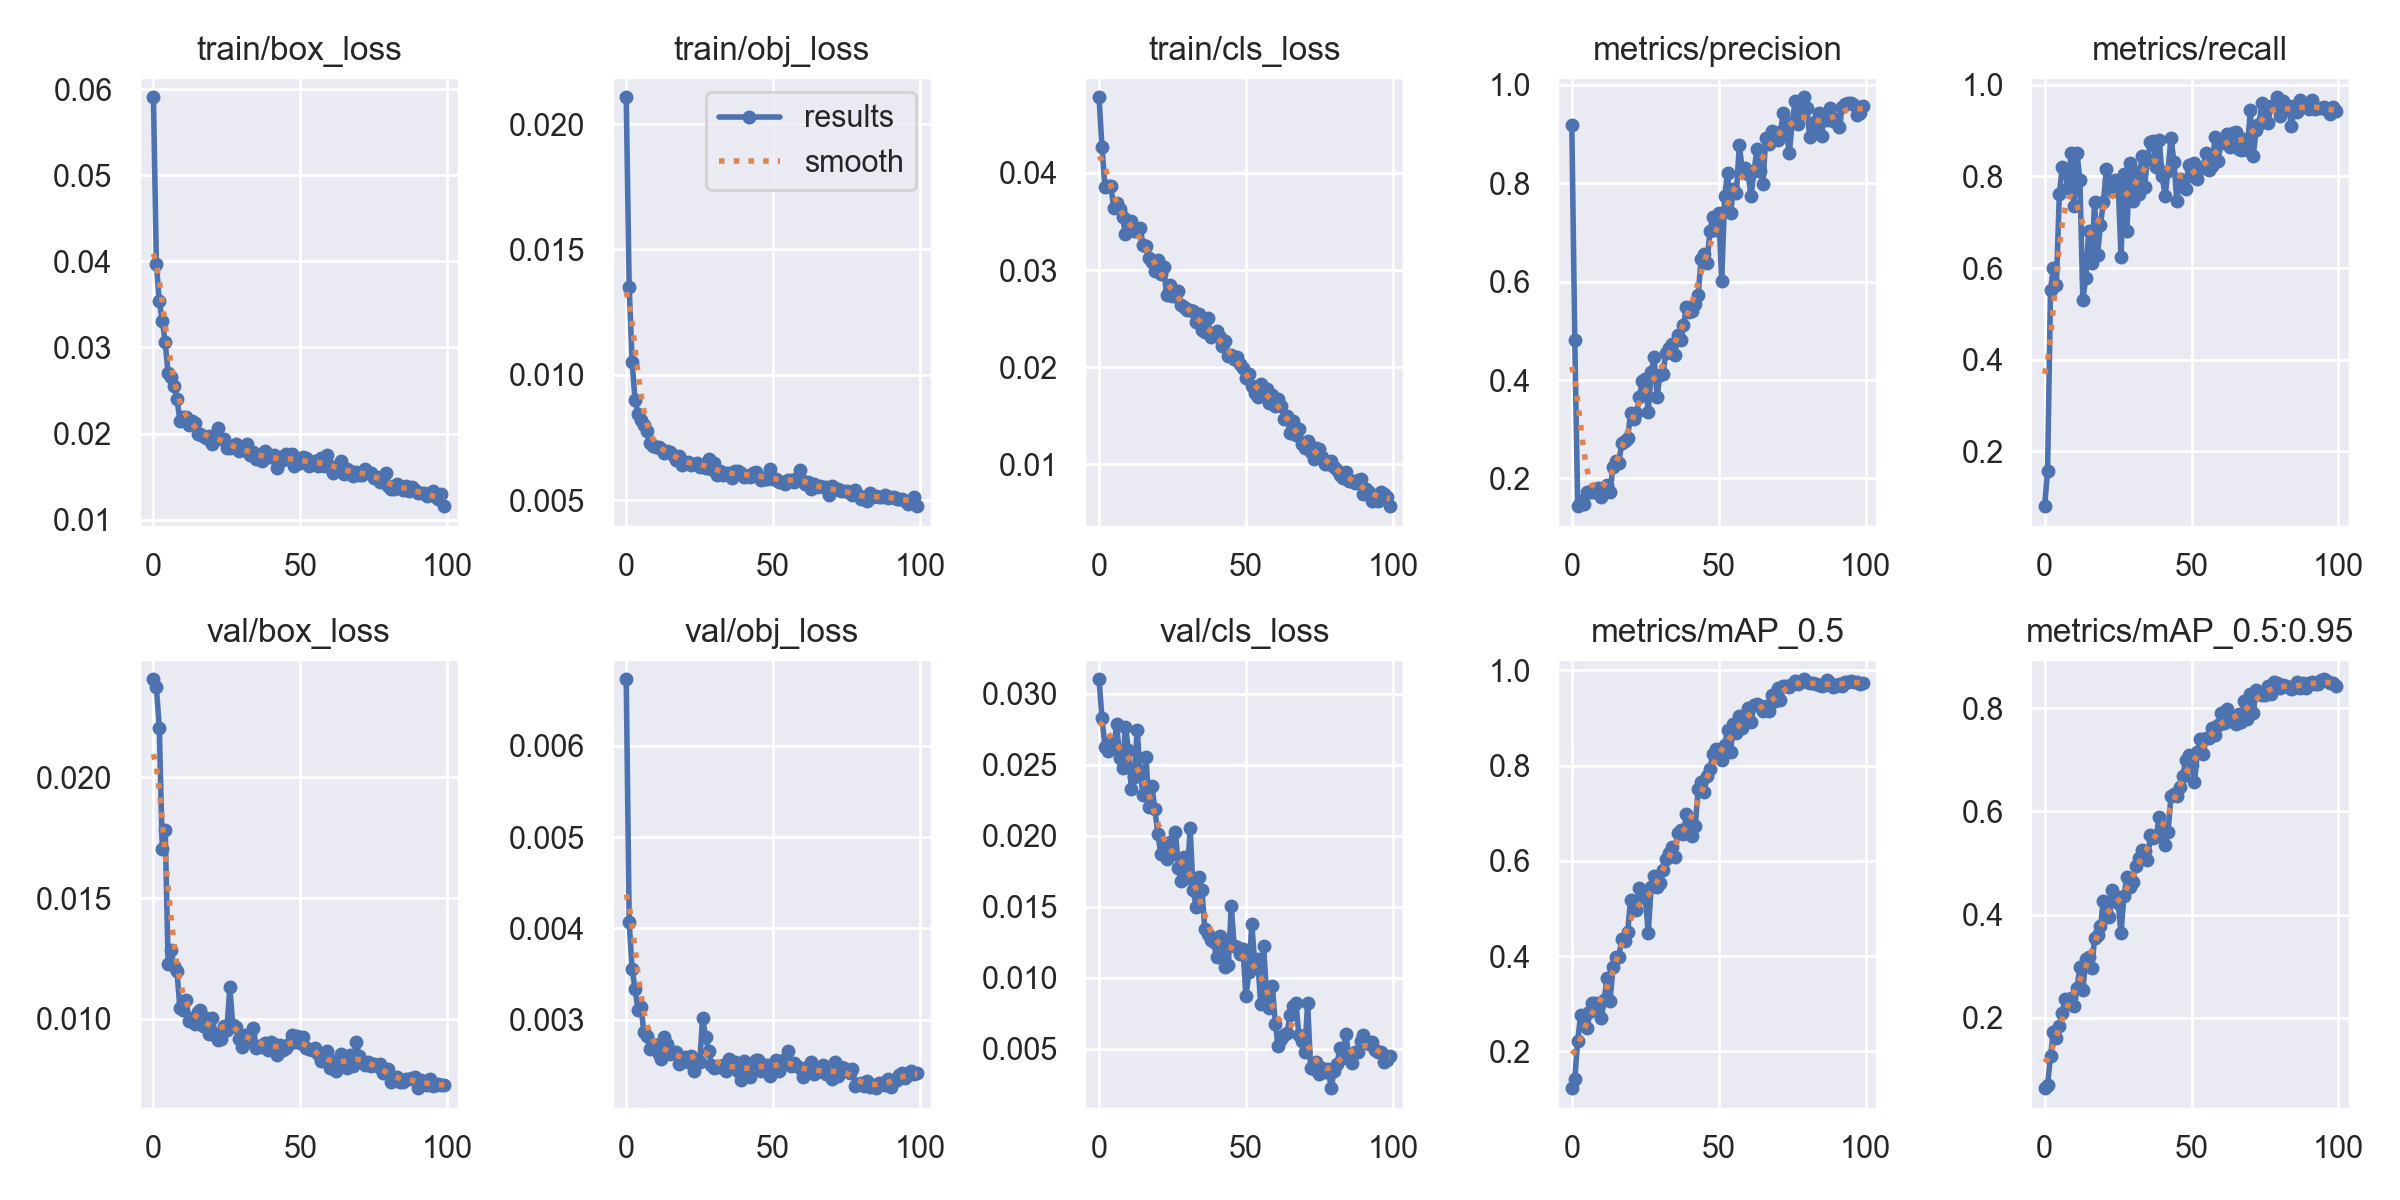 train/box_loss
0.06
0.05
0.04
0.03
0.02
0.01
0 50 100
train/obj_loss
results
smooth
0.020
0.015
0.010
0.005
0 50 100
train/cls_loss
0.04
0.03
0.02
0.01
0 50 100
metrics/precision
1.0
0.8
0.6
0.4
0.2
0 50 100
metrics/recall
1.0
0.8
0.6
0.4
0.2
0 50 100
val/box_loss
0.020
0.015
0.010
0 50 100
val/obj_loss
0.006
0.005
0.004
0.003
0 50 100
val/cls_loss
0.030
0.025
0.020
0.015
0.010
0.005
0 50 100
metrics/mAP_0.5
1.0
0.8
0.6
0.4
0.2
0 50 100
metrics/mAP_0.5:0.95
0.8
0.6
0.4
0.2
0 50 100